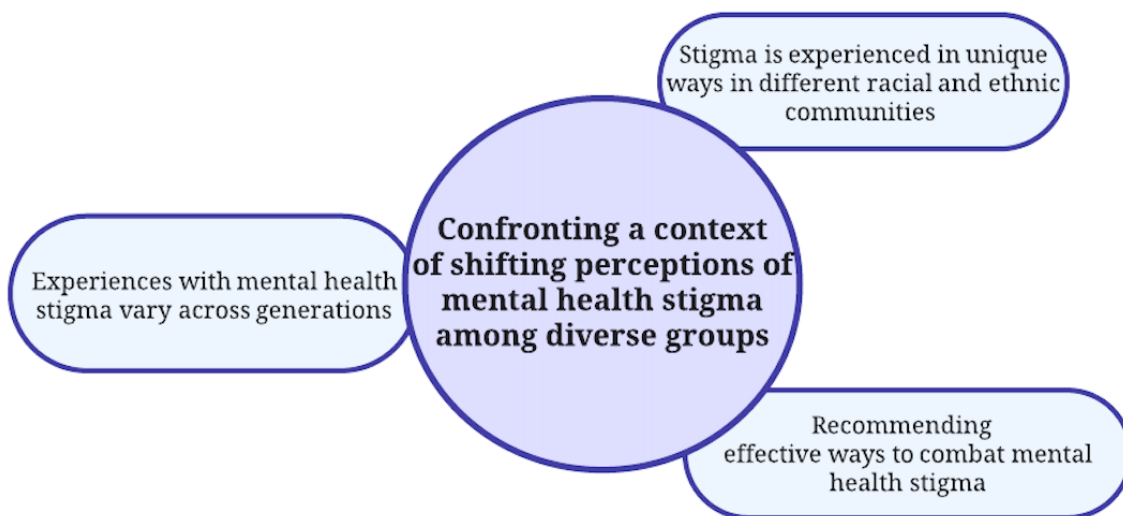 Stigma is experienced in unique
ways in different racial and ethnic
communities
Confronting a context
of shifting perceptions of
mental health stigma
among diverse groups
Experiences with mental health
stigma vary across generations
Recommending
effective ways to combat mental
health stigma